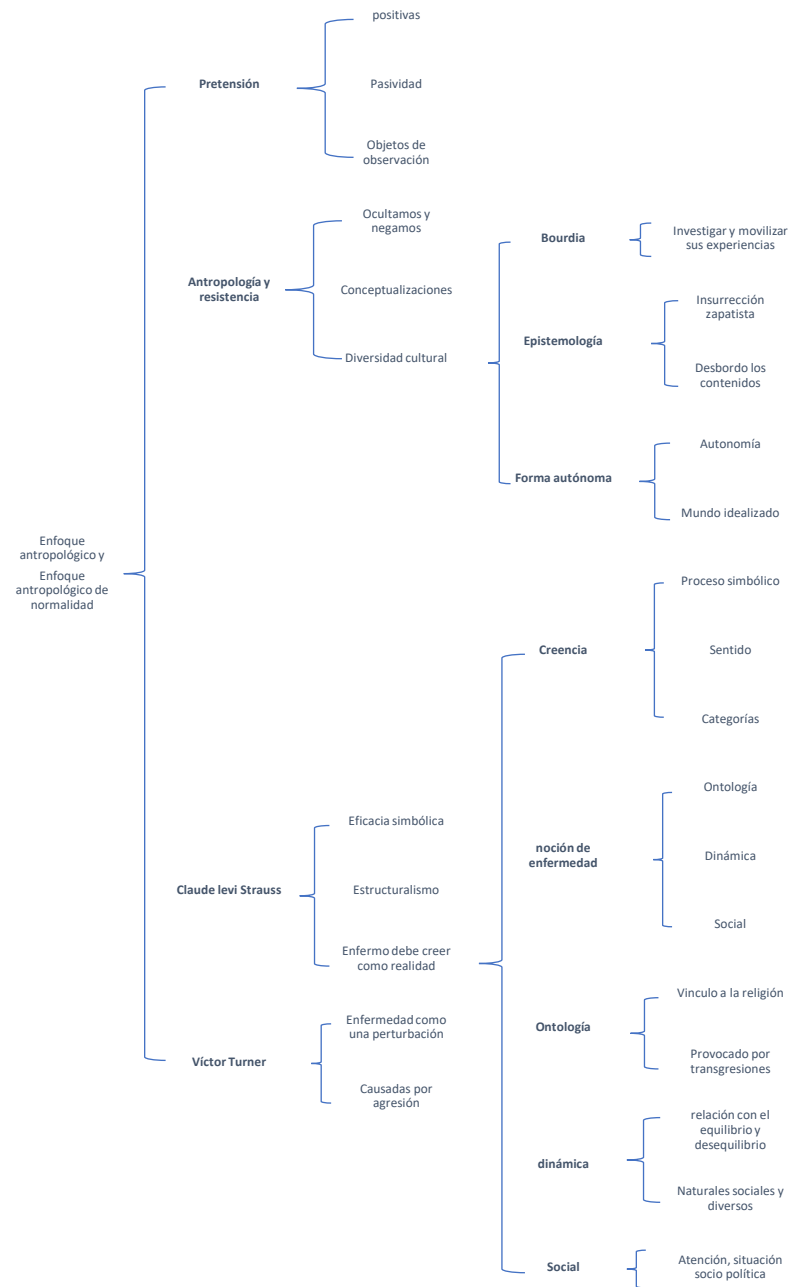 positivas
Pretensión
Pasividad
Objetos de
observación
Ocultamos y
negamos
Antropología y
resistencia
Conceptualizaciones
Diversidad cultural
Bourdia
Investigar y movilizar
sus experiencias
Epistemología
Insurrección
zapatista
Desbordo los
contenidos
Forma autónoma
Autonomía
Mundo idealizado
Enfoque
antropológico y
Enfoque
antropológico de
normalidad
Creencia
Proceso simbólico
Sentido
Categorías
noción de
enfermedad
Ontología
Dinámica
Social
Claude levi Strauss
Eficacia simbólica
Estructuralismo
Enfermo debe creer
como realidad
Ontología
Vinculo a la religión
Provocado por
transgresiones
Víctor Turner
Enfermedad como
una perturbación
Causadas por
agresión
dinámica
relación con el
equilibrio y
desequilibrio
Naturales sociales y
diversos
Social
Atención, situación
socio política